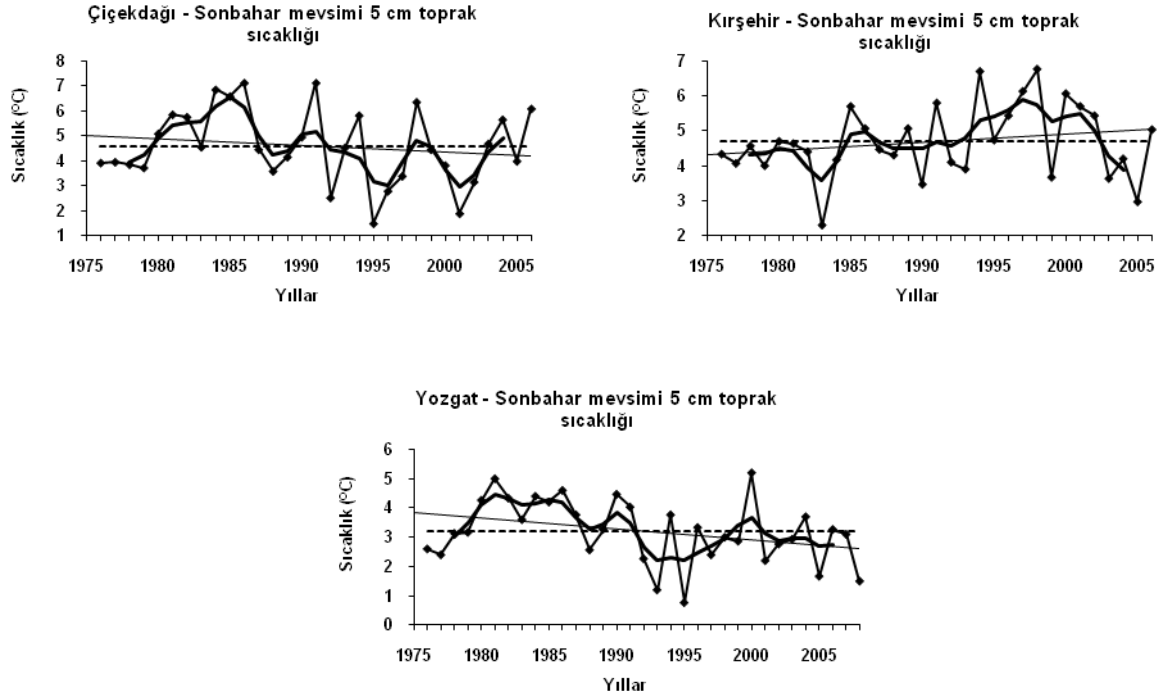 Çiçekdağı - Sonbahar mevsimi 5 cm toprak
sıcaklığı
Sıcaklık (°C)
8
7
6
5
4
3
2
1
1975 1980 1985 1990 1995 2000 2005
Yıllar
Kırşehir - Sonbahar mevsimi 5 cm toprak
sıcaklığı
Sıcaklık (°C)
7
6
5
4
3
2
1975 1980 1985 1990 1995 2000 2005
Yıllar
Yozgat - Sonbahar mevsimi 5 cm toprak
sıcaklığı
Sıcaklık (°C)
6
5
4
3
2
1
0
1975 1980 1985 1990 1995 2000 2005
Yıllar